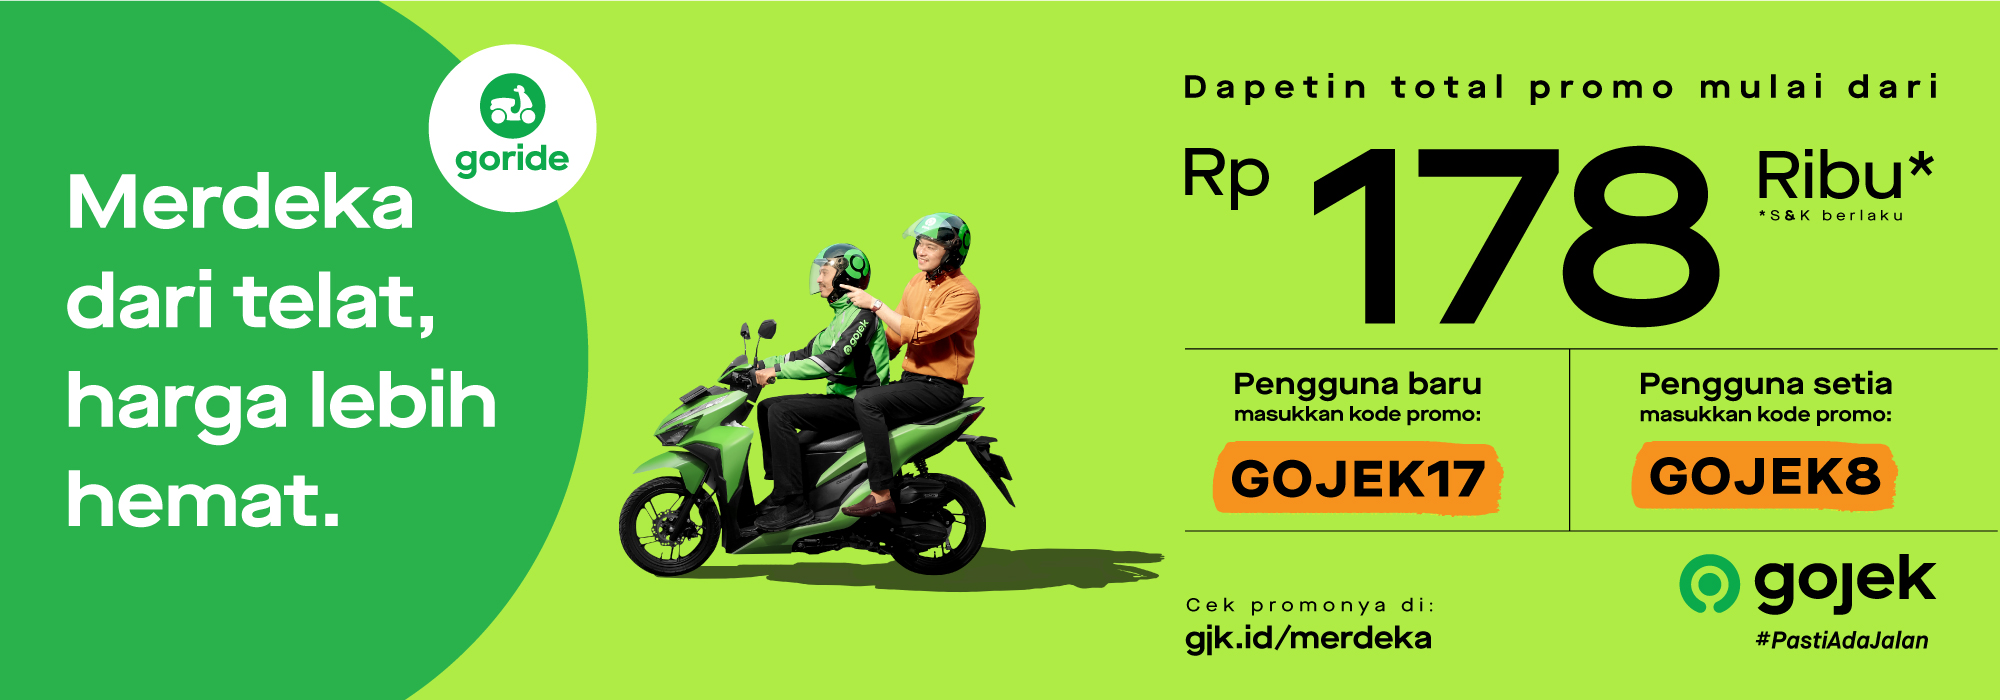 Merdeka
dari telat,
harga lebih
hemat.
goride
gojek
Dapetin total promo mulai dari
Rp 178 Ribu*
*S&K berlaku
Pengguna baru
masukkan kode promo:
GOJEK17
Pengguna setia
masukkan kode promo:
GOJEK8
Cek promonya di:
gjk.id/merdeka
gojek
#PastiAdaJalan